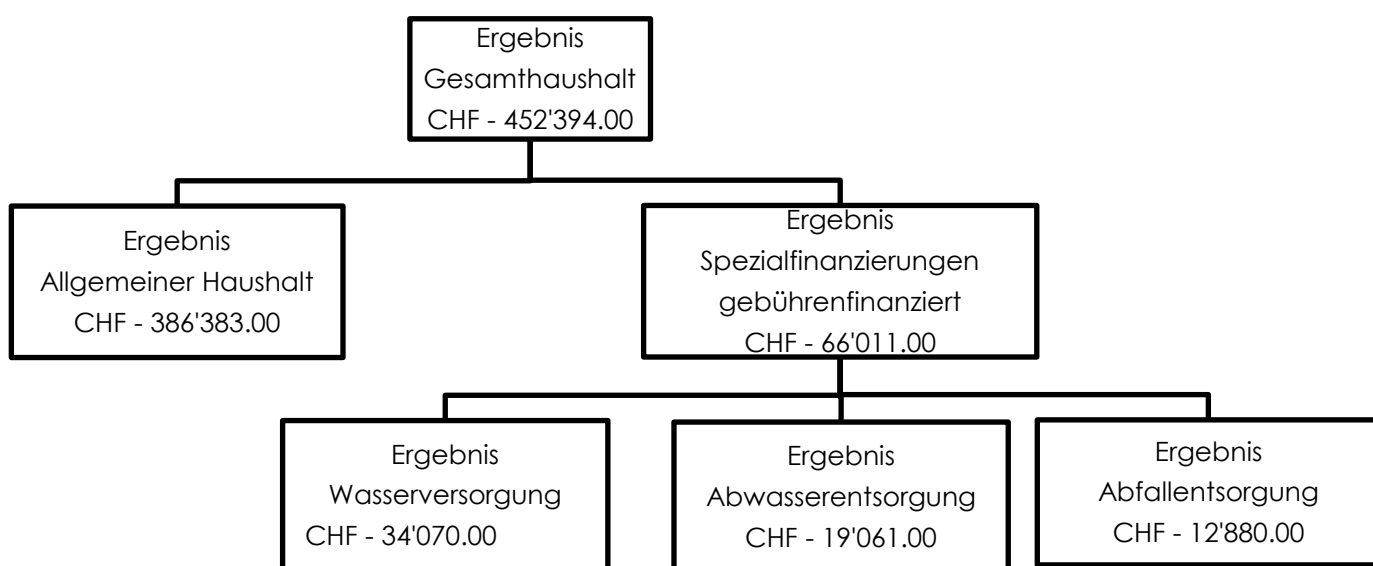 Ergebnis
Gesamthaushalt
CHF - 452'394.00
Ergebnis
Allgemeiner Haushalt
CHF - 386'383.00
Ergebnis
Spezialfinanzierungen
gebührenfinanziert
CHF - 66'011.00
Ergebnis
Wasserversorgung
CHF - 34'070.00
Ergebnis
Abwasserentsorgung
CHF - 19'061.00
Ergebnis
Abfallentsorgung
CHF - 12'880.00